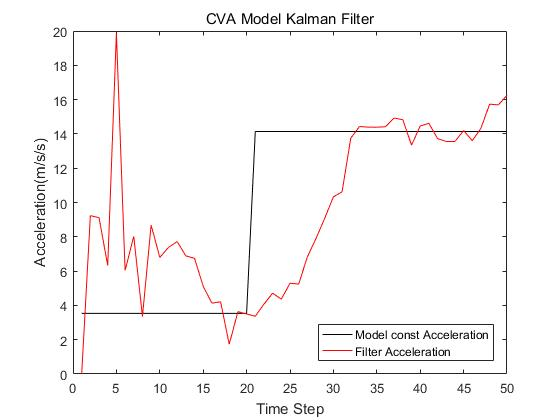 CVA Model Kalman Filter
20
18
16
14
12
10
8
6
4
2
0
Acceleration(m/s/s)
Model const Acceleration
Filter Acceleration
0 5 10 15 20 25 30 35 40 45 50
Time Step